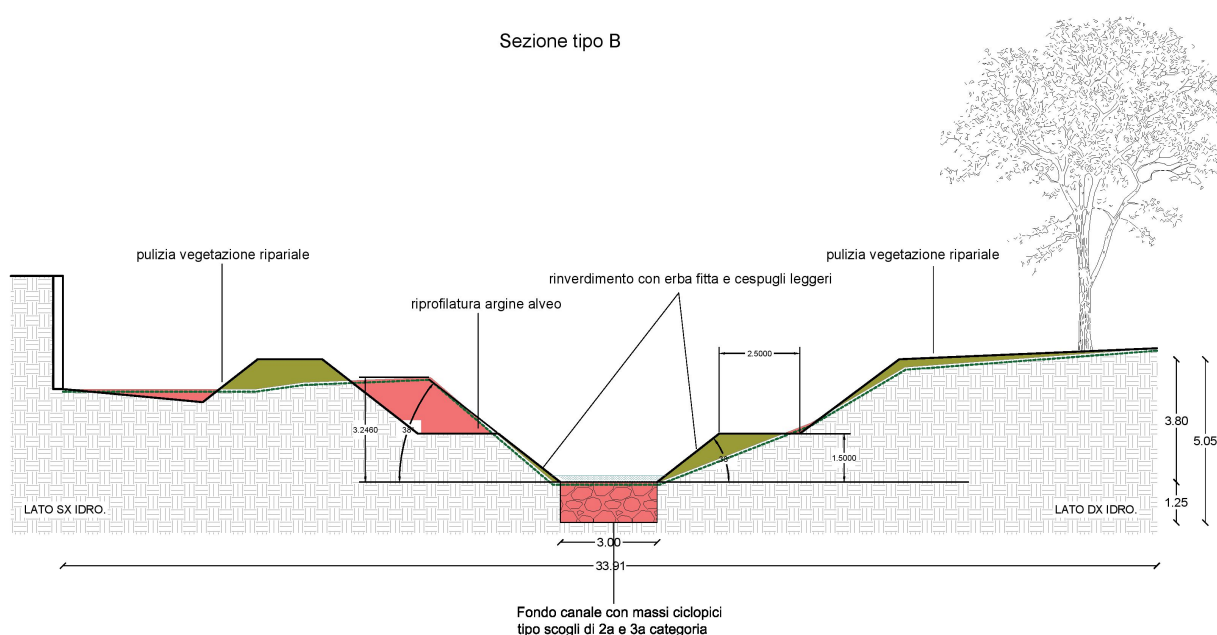 Sezione tipo B
pulizia vegetazione ripariale
pulizia vegetazione ripariale
rinverdimento con erba fitta e cespugli leggeri
riprofilatura argine alveo
2.5000
3.2460
38°
1.5000
3.80
5.05
1.25
LATO SX IDRO.
LATO DX IDRO.
3.00
33.91
Fondo canale con massi ciclopici
tipo scogli di 2a e 3a categoria